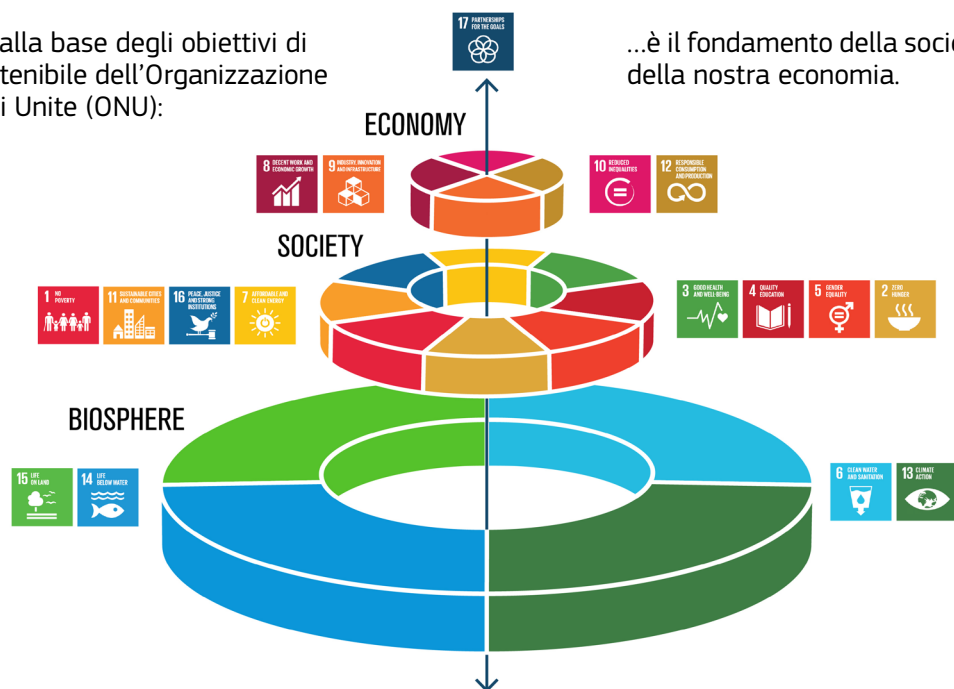 alla base degli obiettivi di
tenibile dell'Organizzazione
i Unite (ONU):
...è il fondamento della socie
della nostra economia.
17 PARTNERSHIPS
FOR THE GOALS
ECONOMY
8 DECENT WORK AND
ECONOMIC GROWTH
9 INDUSTRY, INNOVATION
AND INFRASTRUCTURE
10 REDUCED
INEQUALITIES
12 RESPONSIBLE
CONSUMPTION
AND PRODUCTION
SOCIETY
1 NO
POVERTY
11 SUSTAINABLE CITIES
AND COMMUNITIES
16 PEACE, JUSTICE
AND STRONG
INSTITUTIONS
7 AFFORDABLE AND
CLEAN ENERGY
3 GOOD HEALTH
AND WELL-BEING
4 QUALITY
EDUCATION
5 GENDER
EQUALITY
2 ZERO
HUNGER
BIOSPHERE
15 LIFE
ON LAND
14 LIFE
BELOW WATER
6 CLEAN WATER
AND SANITATION
13 CLIMATE
ACTION